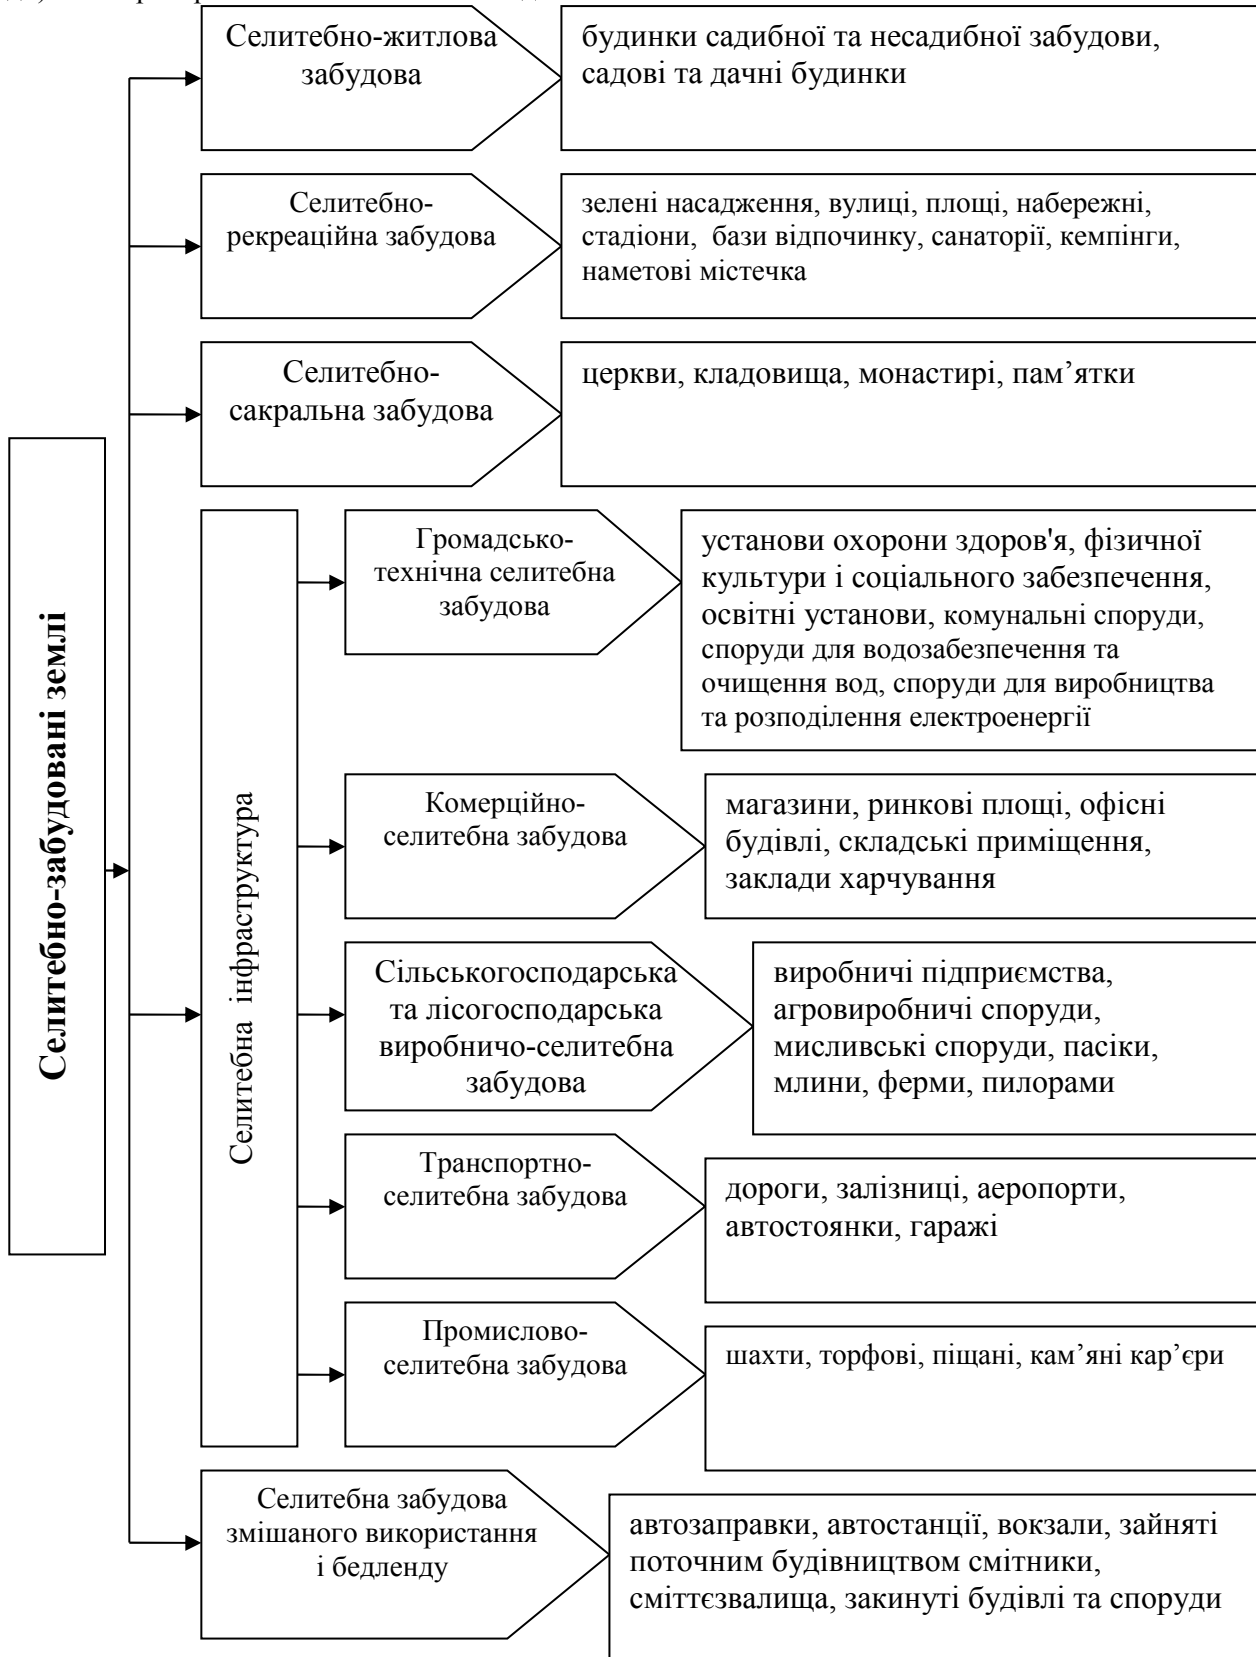 Селитебно-житлова
забудова
будинки садибної та несадибної забудови,
садові та дачні будинки
Селитебно-
рекреаційна забудова
зелені насадження, вулиці, площі, набережні,
стадіони, бази відпочинку, санаторії, кемпінги,
наметові містечка
Селитебно-
сакральна забудова
церкви, кладовища, монастирі, пам’ятки
Селитебно-забудовані землі
Селитебна інфраструктура
Громадсько-
технічна селитебна
забудова
установи охорони здоров'я, фізичної
культури і соціального забезпечення,
освітні установи, комунальні споруди,
споруди для водозабезпечення та
очищення вод, споруди для виробництва
та розподілення електроенергії
Комерційно-
селитебна забудова
магазини, ринкові площі, офісні
будівлі, складські приміщення,
заклади харчування
Сільськогосподарська
та лісогосподарська
виробничо-селитебна
забудова
виробничі підприємства,
агровиробничі споруди,
мисливські споруди, пасіки,
млини, ферми, пилорами
Транспортно-
селитебна забудова
дороги, залізниці, аеропорти,
автостоянки, гаражі
Промислово-
селитебна забудова
шахти, торфові, піщані, кам’яні кар’єри
Селитебна забудова
змішаного використання
і бедленду
автозаправки, автостанції, вокзали, зайняті
поточним будівництвом смітники,
сміттєзвалища, закинуті будівлі та споруди